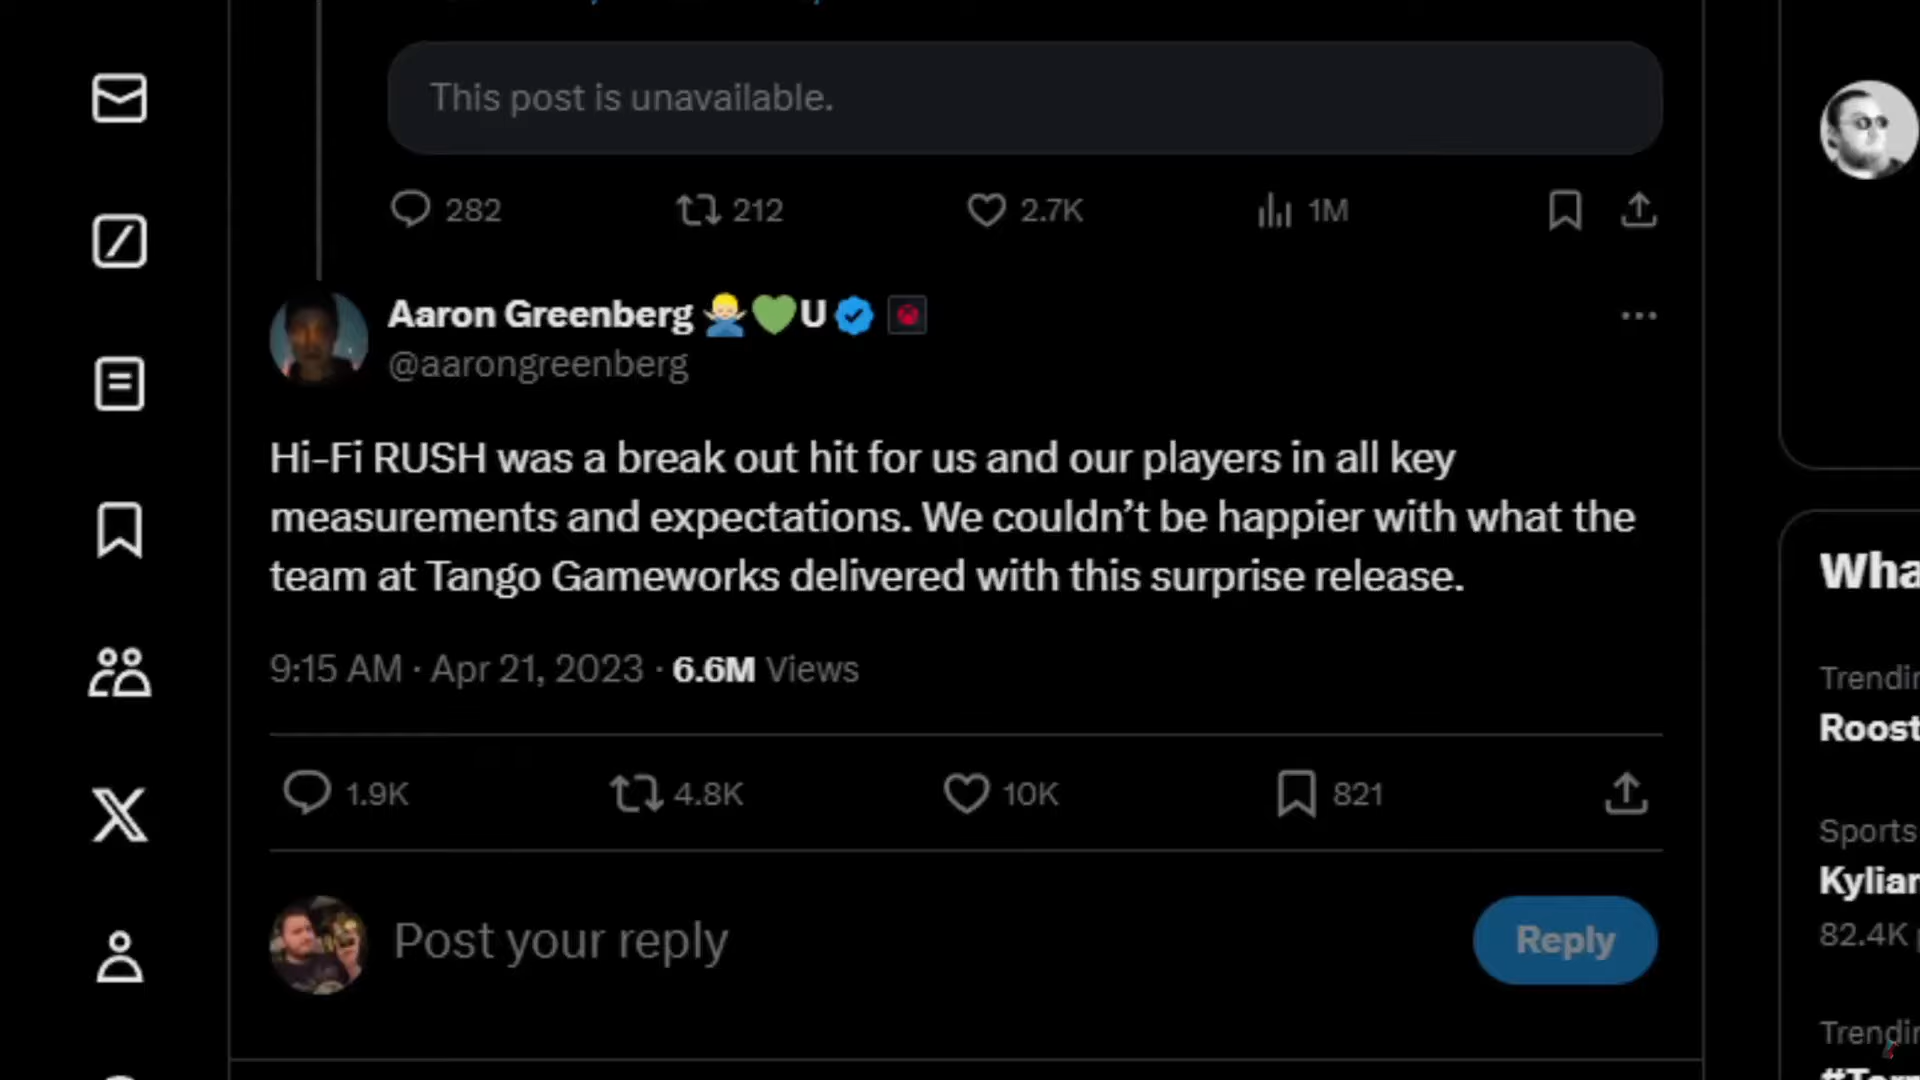 This post is unavailable.
282 212 2.7K 1M
Aaron Greenberg 🙅🏼‍♂️💚U
@aarongreenberg
Hi-Fi RUSH was a break out hit for us and our players in all key
measurements and expectations. We couldn’t be happier with what the
team at Tango Gameworks delivered with this surprise release.
9:15 AM · Apr 21, 2023 · 6.6M Views
1.9K 4.8K 10K 821
Post your reply
Reply
Wha
Trendin
Roost
Sports
Kylian
82.4K
Trendin